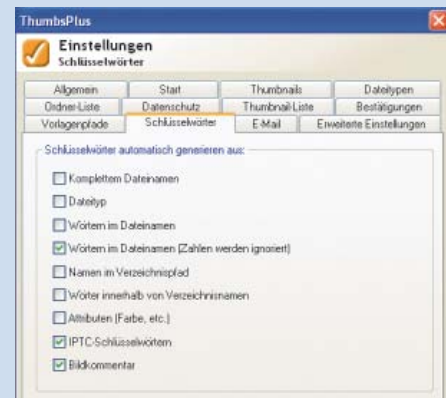 ThumbsPlus
Einstellungen
Schlüsselwörter
Allgemein Start Thumbnails Dateitypen
Ordner-Liste Datenschutz Thumbnail-Liste Bestätigungen
Vorlagenpfade Schlüsselwörter E-Mail Erweiterte Einstellungen
Schlüsselwörter automatisch generieren aus:
Komplettem Dateinamen
Dateityp
Wörtern im Dateinamen
Wörtern im Dateinamen (Zahlen werden ignoriert)
Namen im Verzeichnispfad
Wörter innerhalb von Verzeichnisnamen
Attributen (Farbe, etc.)
IPTC-Schlüsselwörtern
Bildkommentar